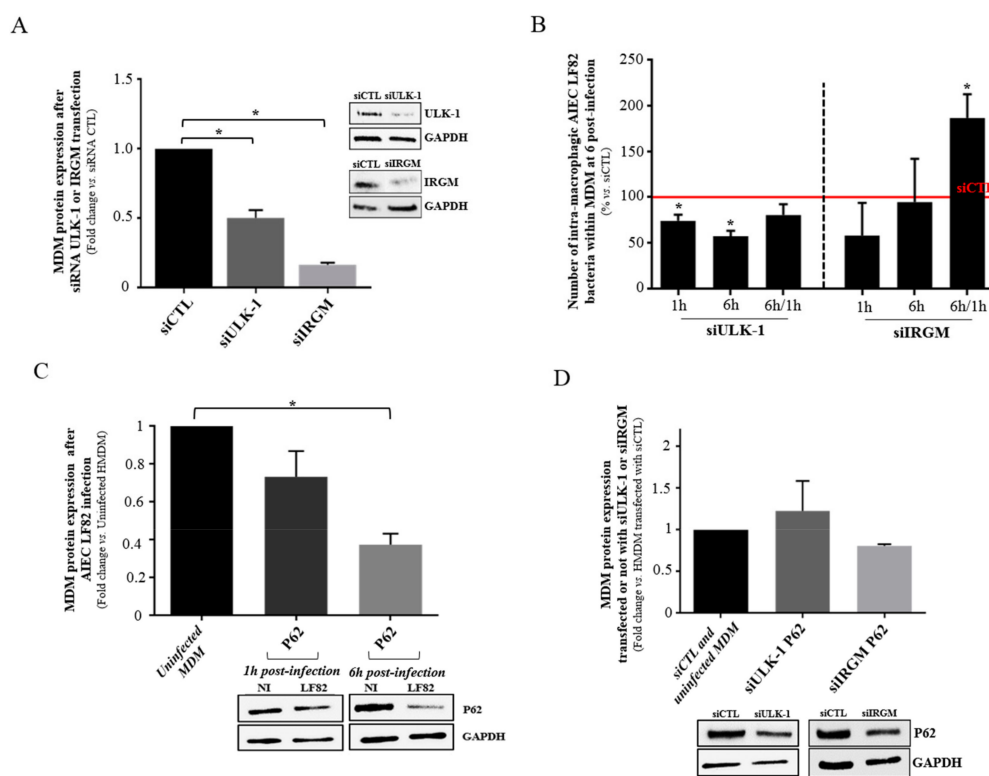 A
MDM protein expression after
siRNA ULK-1 or IRGM transfection
(Fold change vs. siRNA CTL)
1.5
1.0
0.5
0
*
*
siCTL
siULK-1
siIRGM
siCTL siULK-1
ULK-1
GAPDH
siCTL siIRGM
IRGM
GAPDH
B
Number of intra-macrophagic AIEC LF82
bacteria within MDM at 6 post-infection
(% vs. siCTL)
250
200
150
100
50
0
*
*
*
siCTL
1h 6h 6h/1h 1h 6h 6h/1h
siULK-1 siIRGM
C
MDM protein expression after
AIEC LF82 infection
(Fold change vs. Uninfected HMDM)
1
0.8
0.6
0.4
0.2
0
*
Uninfected
MDM
P62 P62
1h post-infection 6h post-infection
NI LF82 NI LF82
P62
GAPDH
D
MDM protein expression
transfected or not with siULK-1 or siIRGM
(Fold change vs. HMDM transfected with siCTL)
2
1.5
1
0.5
0
siCTL and
uninfected MDM
siULK-1 P62
siIRGM P62
siCTL siULK-1 siCTL siIRGM
P62
GAPDH